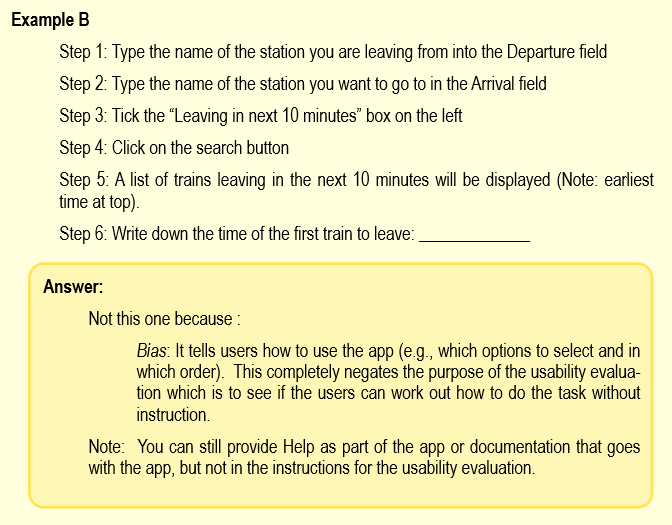 Example B
Step 1: Type the name of the station you are leaving from into the Departure field
Step 2: Type the name of the station you want to go to in the Arrival field
Step 3: Tick the “Leaving in next 10 minutes” box on the left
Step 4: Click on the search button
Step 5: A list of trains leaving in the next 10 minutes will be displayed (Note: earliest
time at top).
Step 6: Write down the time of the first train to leave: ______________
Answer:
Not this one because :
Bias: It tells users how to use the app (e.g., which options to select and in
which order). This completely negates the purpose of the usability evalua-
tion which is to see if the users can work out how to do the task without
instruction.
Note: You can still provide Help as part of the app or documentation that goes
with the app, but not in the instructions for the usability evaluation.